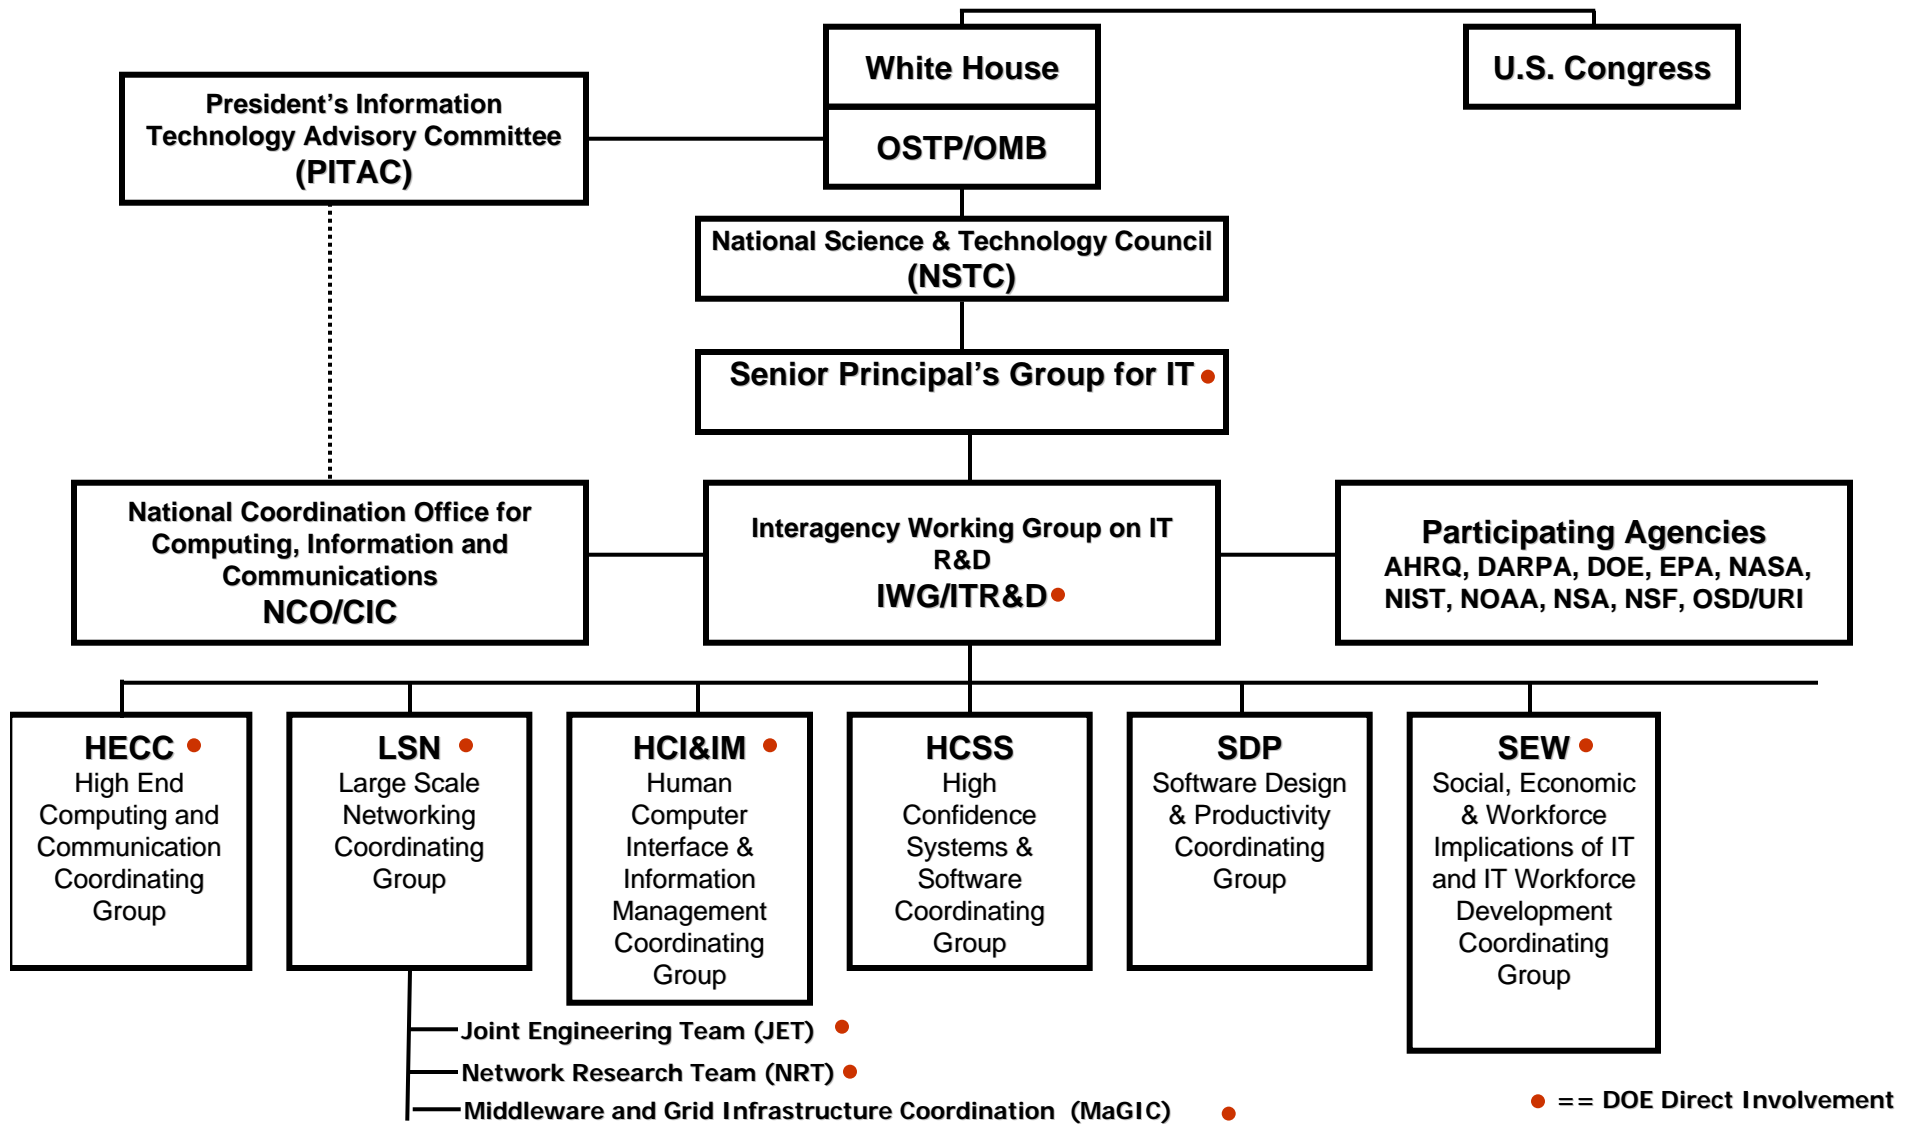 White House
U.S. Congress
OSTP/OMB
President’s Information
Technology Advisory Committee
(PITAC)
National Science & Technology Council
(NSTC)
Senior Principal’s Group for IT
National Coordination Office for
Computing, Information and
Communications
NCO/CIC
Interagency Working Group on IT
R&D
IWG/ITR&D
Participating Agencies
AHRQ, DARPA, DOE, EPA, NASA,
NIST, NOAA, NSA, NSF, OSD/URI
HECC
High End
Computing and
Communication
Coordinating
Group
LSN
Large Scale
Networking
Coordinating
Group
HCI&IM
Human
Computer
Interface &
Information
Management
Coordinating
Group
HCSS
High
Confidence
Systems &
Software
Coordinating
Group
SDP
Software Design
& Productivity
Coordinating
Group
SEW
Social, Economic
& Workforce
Implications of IT
and IT Workforce
Development
Coordinating
Group
Joint Engineering Team (JET)
Network Research Team (NRT)
Middleware and Grid Infrastructure Coordination (MaGIC)
== DOE Direct Involvement